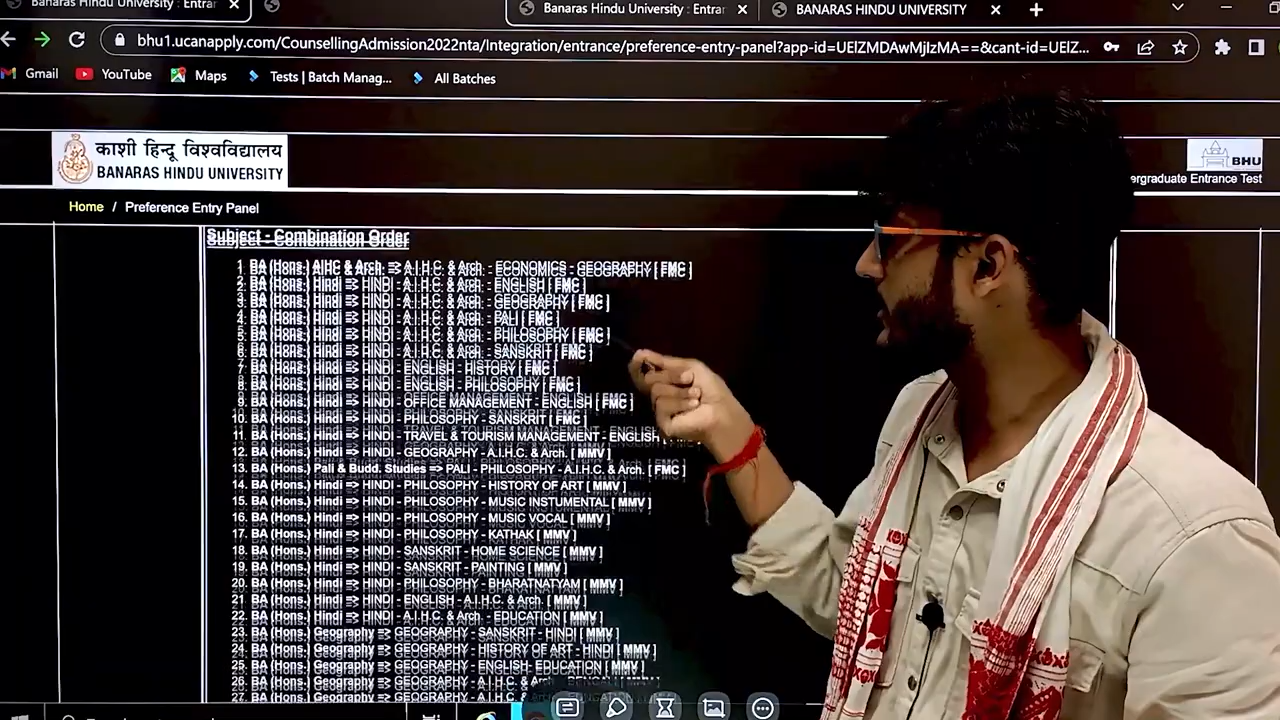 Banaras Hindu University : Entrar
Banaras Hindu University : Entrar
BANARAS HINDU UNIVERSITY
bhu1.ucanapply.com/CounsellingAdmission2022nta/Integration/entrance/preference-entry-panel?app-id=UElZMDAwMjIzMA==&cant-id=UElZ...
Gmail YouTube Maps Tests | Batch Manag... All Batches
काशी हिन्दू विश्वविद्यालय
BANARAS HINDU UNIVERSITY
BHU
ergraduate Entrance Test
Home / Preference Entry Panel
Subject - Combination Order
1. BA (Hons.) AIHC & Arch. => A.I.H.C. & Arch. - ECONOMICS - GEOGRAPHY [ FMC ]
2. BA (Hons.) Hindi => HINDI - A.I.H.C. & Arch. - ENGLISH [ FMC ]
3. BA (Hons.) Hindi => HINDI - A.I.H.C. & Arch. - GEOGRAPHY [ FMC ]
4. BA (Hons.) Hindi => HINDI - A.I.H.C. & Arch. - PALI [ FMC ]
5. BA (Hons.) Hindi => HINDI - A.I.H.C. & Arch. - PHILOSOPHY [ FMC ]
6. BA (Hons.) Hindi => HINDI - A.I.H.C. & Arch. - SANSKRIT [ FMC ]
7. BA (Hons.) Hindi => HINDI - ENGLISH - HISTORY [ FMC ]
8. BA (Hons.) Hindi => HINDI - ENGLISH - PHILOSOPHY [ FMC ]
9. BA (Hons.) Hindi => HINDI - OFFICE MANAGEMENT - ENGLISH [ FMC ]
10. BA (Hons.) Hindi => HINDI - PHILOSOPHY - SANSKRIT [ FMC ]
11. BA (Hons.) Hindi => HINDI - TRAVEL & TOURISM MANAGEMENT - ENGLISH
12. BA (Hons.) Hindi => HINDI - GEOGRAPHY - A.I.H.C. & Arch. [ MMV ]
13. BA (Hons.) Pali & Budd. Studies => PALI - PHILOSOPHY - A.I.H.C. & Arch. [ FMC ]
14. BA (Hons.) Hindi => HINDI - PHILOSOPHY - HISTORY OF ART [ MMV ]
15. BA (Hons.) Hindi => HINDI - PHILOSOPHY - MUSIC INSTUMENTAL [ MMV ]
16. BA (Hons.) Hindi => HINDI - PHILOSOPHY - MUSIC VOCAL [ MMV ]
17. BA (Hons.) Hindi => HINDI - PHILOSOPHY - KATHAK [ MMV ]
18. BA (Hons.) Hindi => HINDI - SANSKRIT - HOME SCIENCE [ MMV ]
19. BA (Hons.) Hindi => HINDI - SANSKRIT - PAINTING [ MMV ]
20. BA (Hons.) Hindi => HINDI - PHILOSOPHY - BHARATNATYAM [ MMV ]
21. BA (Hons.) Hindi => HINDI - ENGLISH - A.I.H.C. & Arch. [ MMV ]
22. BA (Hons.) Hindi => HINDI - A.I.H.C. & Arch. - EDUCATION [ MMV ]
23. BA (Hons.) Geography => GEOGRAPHY - SANSKRIT - HINDI [ MMV ]
24. BA (Hons.) Geography => GEOGRAPHY - HISTORY OF ART - HINDI [ MMV ]
25. BA (Hons.) Geography => GEOGRAPHY - ENGLISH- EDUCATION [ MMV ]
26. BA (Hons.) Geography => GEOGRAPHY - A.I.H.C. & Arch. - BENGALI [ MMV ]
27. BA (Hons.) Geography => GEOGRAPHY - A.I.H.C. &